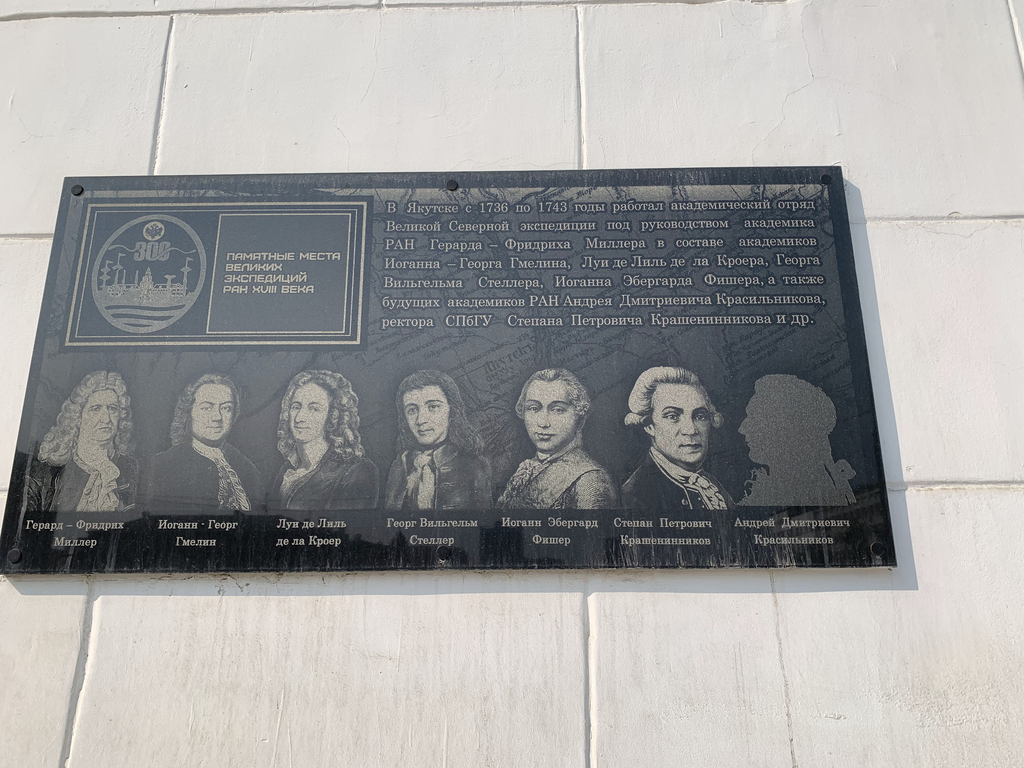 300
ПАМЯТНЫЕ МЕСТА
ВЕЛИКИХ
ЭКСПЕДИЦИЙ
РАН XVIII ВЕКА
В Якутске с 1736 по 1743 годы работал академический отряд
Великой Северной экспедиции под руководством академика
РАН Герарда – Фридриха Миллера в составе академиков
Иоганна – Георга Гмелина, Луи де Лиль де ла Кроера, Георга
Вильгельма Стеллера, Иоганна Эбергарда Фишера, а также
будущих академиков РАН Андрея Дмитриевича Красильникова,
ректора СПбГУ Степана Петровича Крашенинникова и др.
Герард – Фридрих
Миллер
Иоганн - Георг
Гмелин
Луи де Лиль
де ла Кроер
Георг Вильгельм
Стеллер
Иоганн Эбергард
Фишер
Степан Петрович
Крашенинников
Андрей Дмитриевич
Красильников